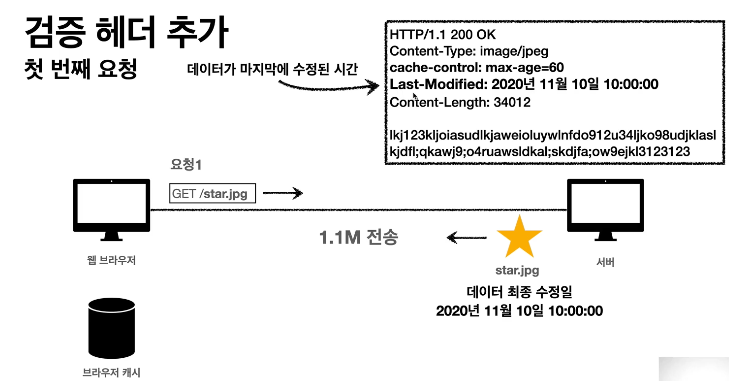 검증 헤더 추가
첫 번째 요청
데이터가 마지막에 수정된 시간
HTTP/1.1 200 OK
Content-Type: image/jpeg
cache-control: max-age=60
Last-Modified: 2020년 11월 10일 10:00:00
Content-Length: 34012
lkj123kljoiasudlkjaweioluywlnfdo912u34ljko98udjklasl
kjdfl;qkawj9;o4ruawsldkal;skdjfa;ow9ejkl3123123
요청1
GET /star.jpg
1.1M 전송
웹 브라우저
star.jpg
서버
데이터 최종 수정일
2020년 11월 10일 10:00:00
브라우저 캐시